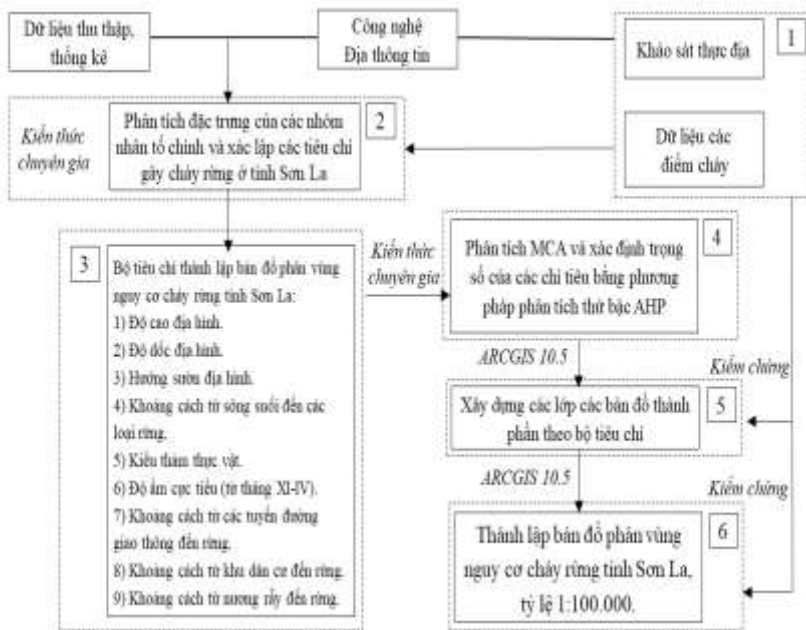 Dữ liệu thu thập,
thống kê
Công nghệ
Địa thông tin
1
Khảo sát thực địa
Dữ liệu các
điểm cháy
Kiến thức
chuyên gia
Phân tích đặc trưng của các nhóm
nhân tố chính và xác lập các tiêu chí
gây cháy rừng ở tỉnh Sơn La
2
3
Bộ tiêu chí thành lập bản đồ phân vùng
nguy cơ cháy rừng tỉnh Sơn La:
1) Độ cao địa hình.
2) Độ dốc địa hình.
3) Hướng sườn địa hình.
4) Khoảng cách từ sông suối đến các
loại rừng.
5) Kiểu thảm thực vật.
6) Độ ẩm cực tiểu (từ tháng XI-IV).
7) Khoảng cách từ các tuyến đường
giao thông đến rừng.
8) Khoảng cách từ khu dân cư đến rừng.
9) Khoảng cách từ nương rẫy đến rừng.
Kiến thức
chuyên gia
Phân tích MCA và xác định trọng
số của các chỉ tiêu bằng phương
pháp phân tích thứ bậc AHP
4
ARCGIS 10.5
Kiểm chứng
Xây dựng các lớp các bản đồ thành
phần theo bộ tiêu chí
5
ARCGIS 10.5
Kiểm chứng
Thành lập bản đồ phân vùng
nguy cơ cháy rừng tỉnh Sơn La,
tỷ lệ 1:100.000.
6